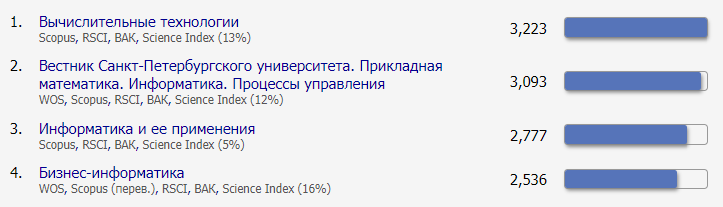 1. Вычислительные технологии 3,223
Scopus, RSCI, ВАК, Science Index (13%)
2. Вестник Санкт-Петербургского университета. Прикладная
математика. Информатика. Процессы управления 3,093
WOS, Scopus, RSCI, ВАК, Science Index (12%)
3. Информатика и ее применения 2,777
Scopus, RSCI, ВАК, Science Index (5%)
4. Бизнес-информатика 2,536
WOS, Scopus (перев.), RSCI, ВАК, Science Index (16%)